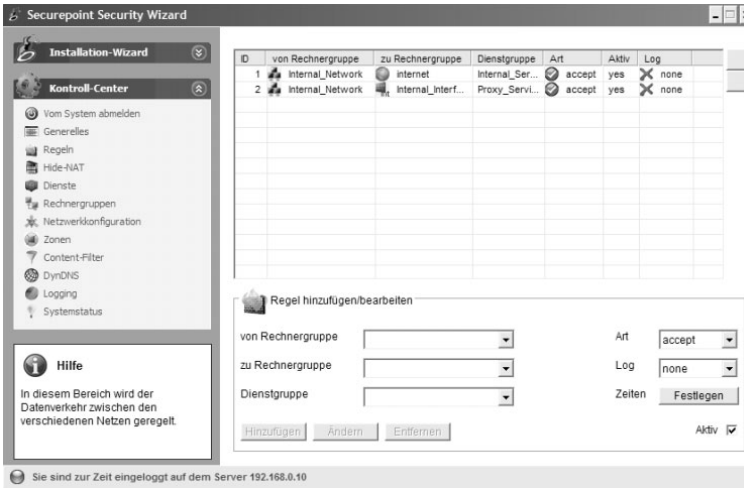 Securepoint Security Wizard
Installation-Wizard
Kontroll-Center
Vom System abmelden
Generelles
Regeln
Hide-NAT
Dienste
Rechnergruppen
Netzwerkkonfiguration
Zonen
Content-Filter
DynDNS
Logging
Systemstatus
Hilfe
In diesem Bereich wird der
Datenverkehr zwischen den
verschiedenen Netzen geregelt.
ID von Rechnergruppe zu Rechnergruppe Dienstgruppe Art Aktiv Log
1 Internal_Network internet Internal_Ser... accept yes none
2 Internal_Network Internal_Interf... Proxy_Servi... accept yes none
Regel hinzufügen/bearbeiten
von Rechnergruppe Art accept
zu Rechnergruppe Log none
Dienstgruppe Zeiten Festlegen
Hinzufügen Ändern Entfernen Aktiv
Sie sind zur Zeit eingeloggt auf dem Server 192.168.0.10